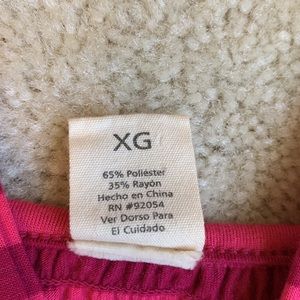 XG
65% Poliéster
35% Rayón
Hecho en China
RN #92054
Ver Dorso Para
El Cuidado